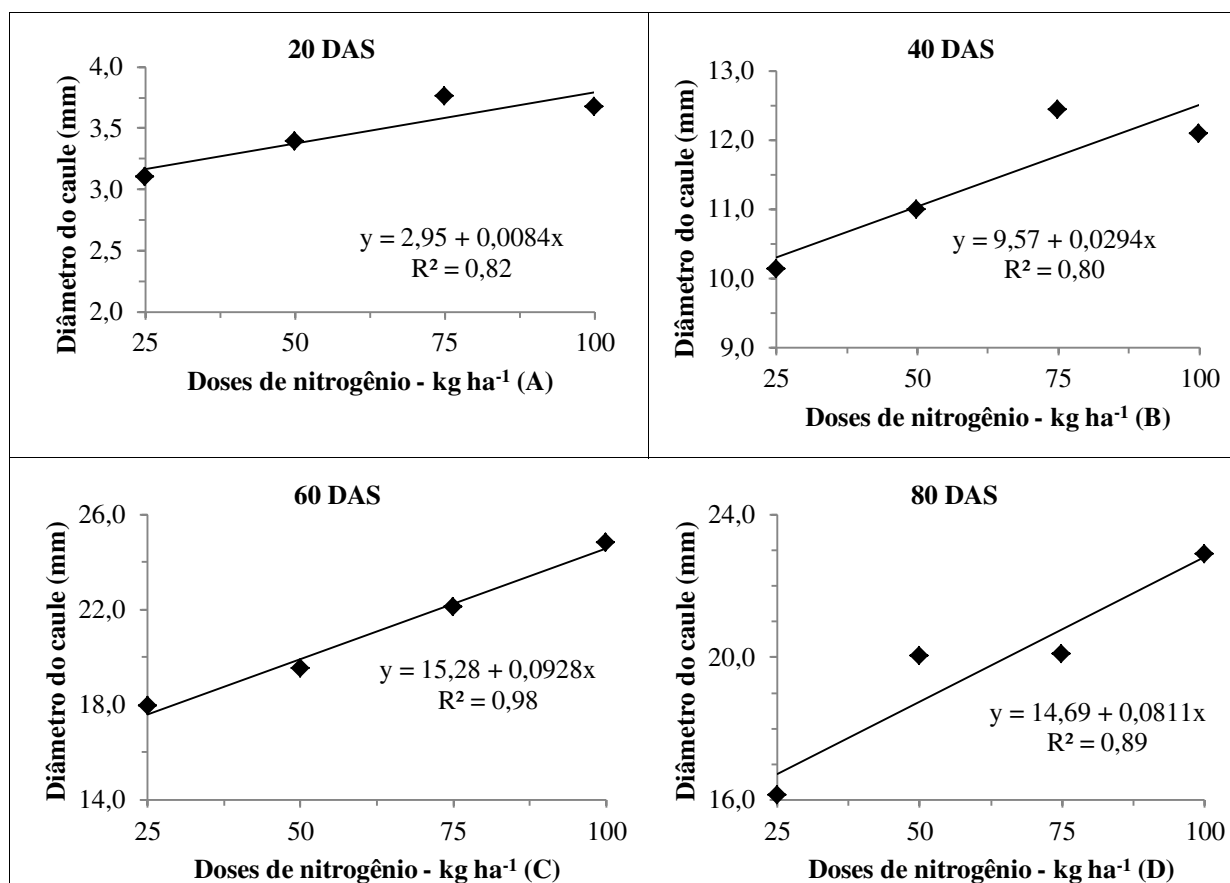 20 DAS
Diâmetro do caule (mm)
4,0
3,5
3,0
2,5
2,0
y = 2,95 + 0,0084x
R² = 0,82
25 50 75 100
Doses de nitrogênio - kg ha⁻¹ (A)
40 DAS
Diâmetro do caule (mm)
13,0
12,0
11,0
10,0
9,0
y = 9,57 + 0,0294x
R² = 0,80
25 50 75 100
Doses de nitrogênio - kg ha⁻¹ (B)
60 DAS
Diâmetro do caule (mm)
26,0
22,0
18,0
14,0
y = 15,28 + 0,0928x
R² = 0,98
25 50 75 100
Doses de nitrogênio - kg ha⁻¹ (C)
80 DAS
Diâmetro do caule (mm)
24,0
20,0
16,0
y = 14,69 + 0,0811x
R² = 0,89
25 50 75 100
Doses de nitrogênio - kg ha⁻¹ (D)